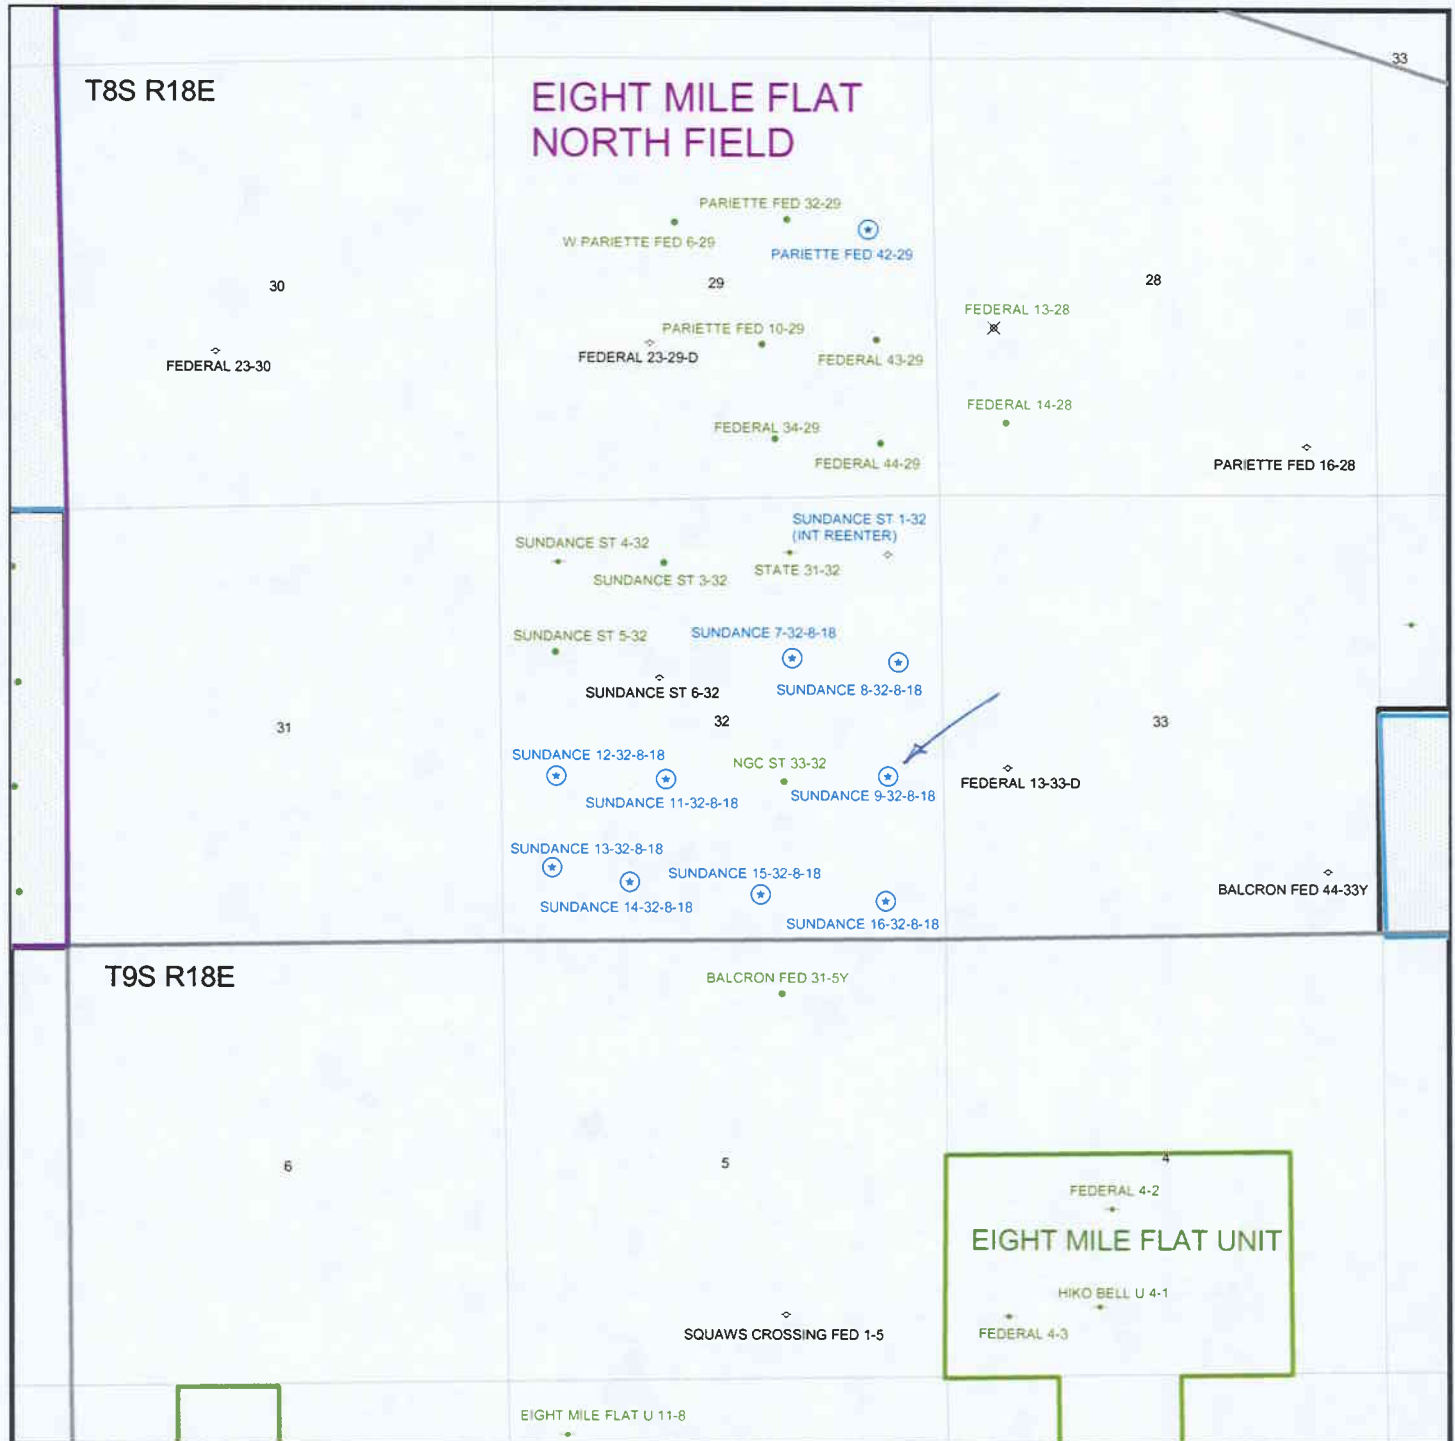 33
T8S R18E
EIGHT MILE FLAT
NORTH FIELD
PARIETTE FED 32-29
W PARIETTE FED 6-29
PARIETTE FED 42-29
30
29
28
FEDERAL 13-28
PARIETTE FED 10-29
FEDERAL 23-30
FEDERAL 23-29-D
FEDERAL 43-29
FEDERAL 14-28
FEDERAL 34-29
FEDERAL 44-29
PARIETTE FED 16-28
SUNDANCE ST 1-32
(INT REENTER)
SUNDANCE ST 4-32
SUNDANCE ST 3-32
STATE 31-32
SUNDANCE ST 5-32
SUNDANCE 7-32-8-18
SUNDANCE ST 6-32
SUNDANCE 8-32-8-18
31
32
33
SUNDANCE 12-32-8-18
NGC ST 33-32
SUNDANCE 11-32-8-18
SUNDANCE 9-32-8-18
FEDERAL 13-33-D
SUNDANCE 13-32-8-18
SUNDANCE 15-32-8-18
SUNDANCE 14-32-8-18
SUNDANCE 16-32-8-18
BALCRON FED 44-33Y
T9S R18E
BALCRON FED 31-5Y
6
5
4
FEDERAL 4-2
EIGHT MILE FLAT UNIT
HIKO BELL U 4-1
SQUAWS CROSSING FED 1-5
FEDERAL 4-3
EIGHT MILE FLAT U 11-8